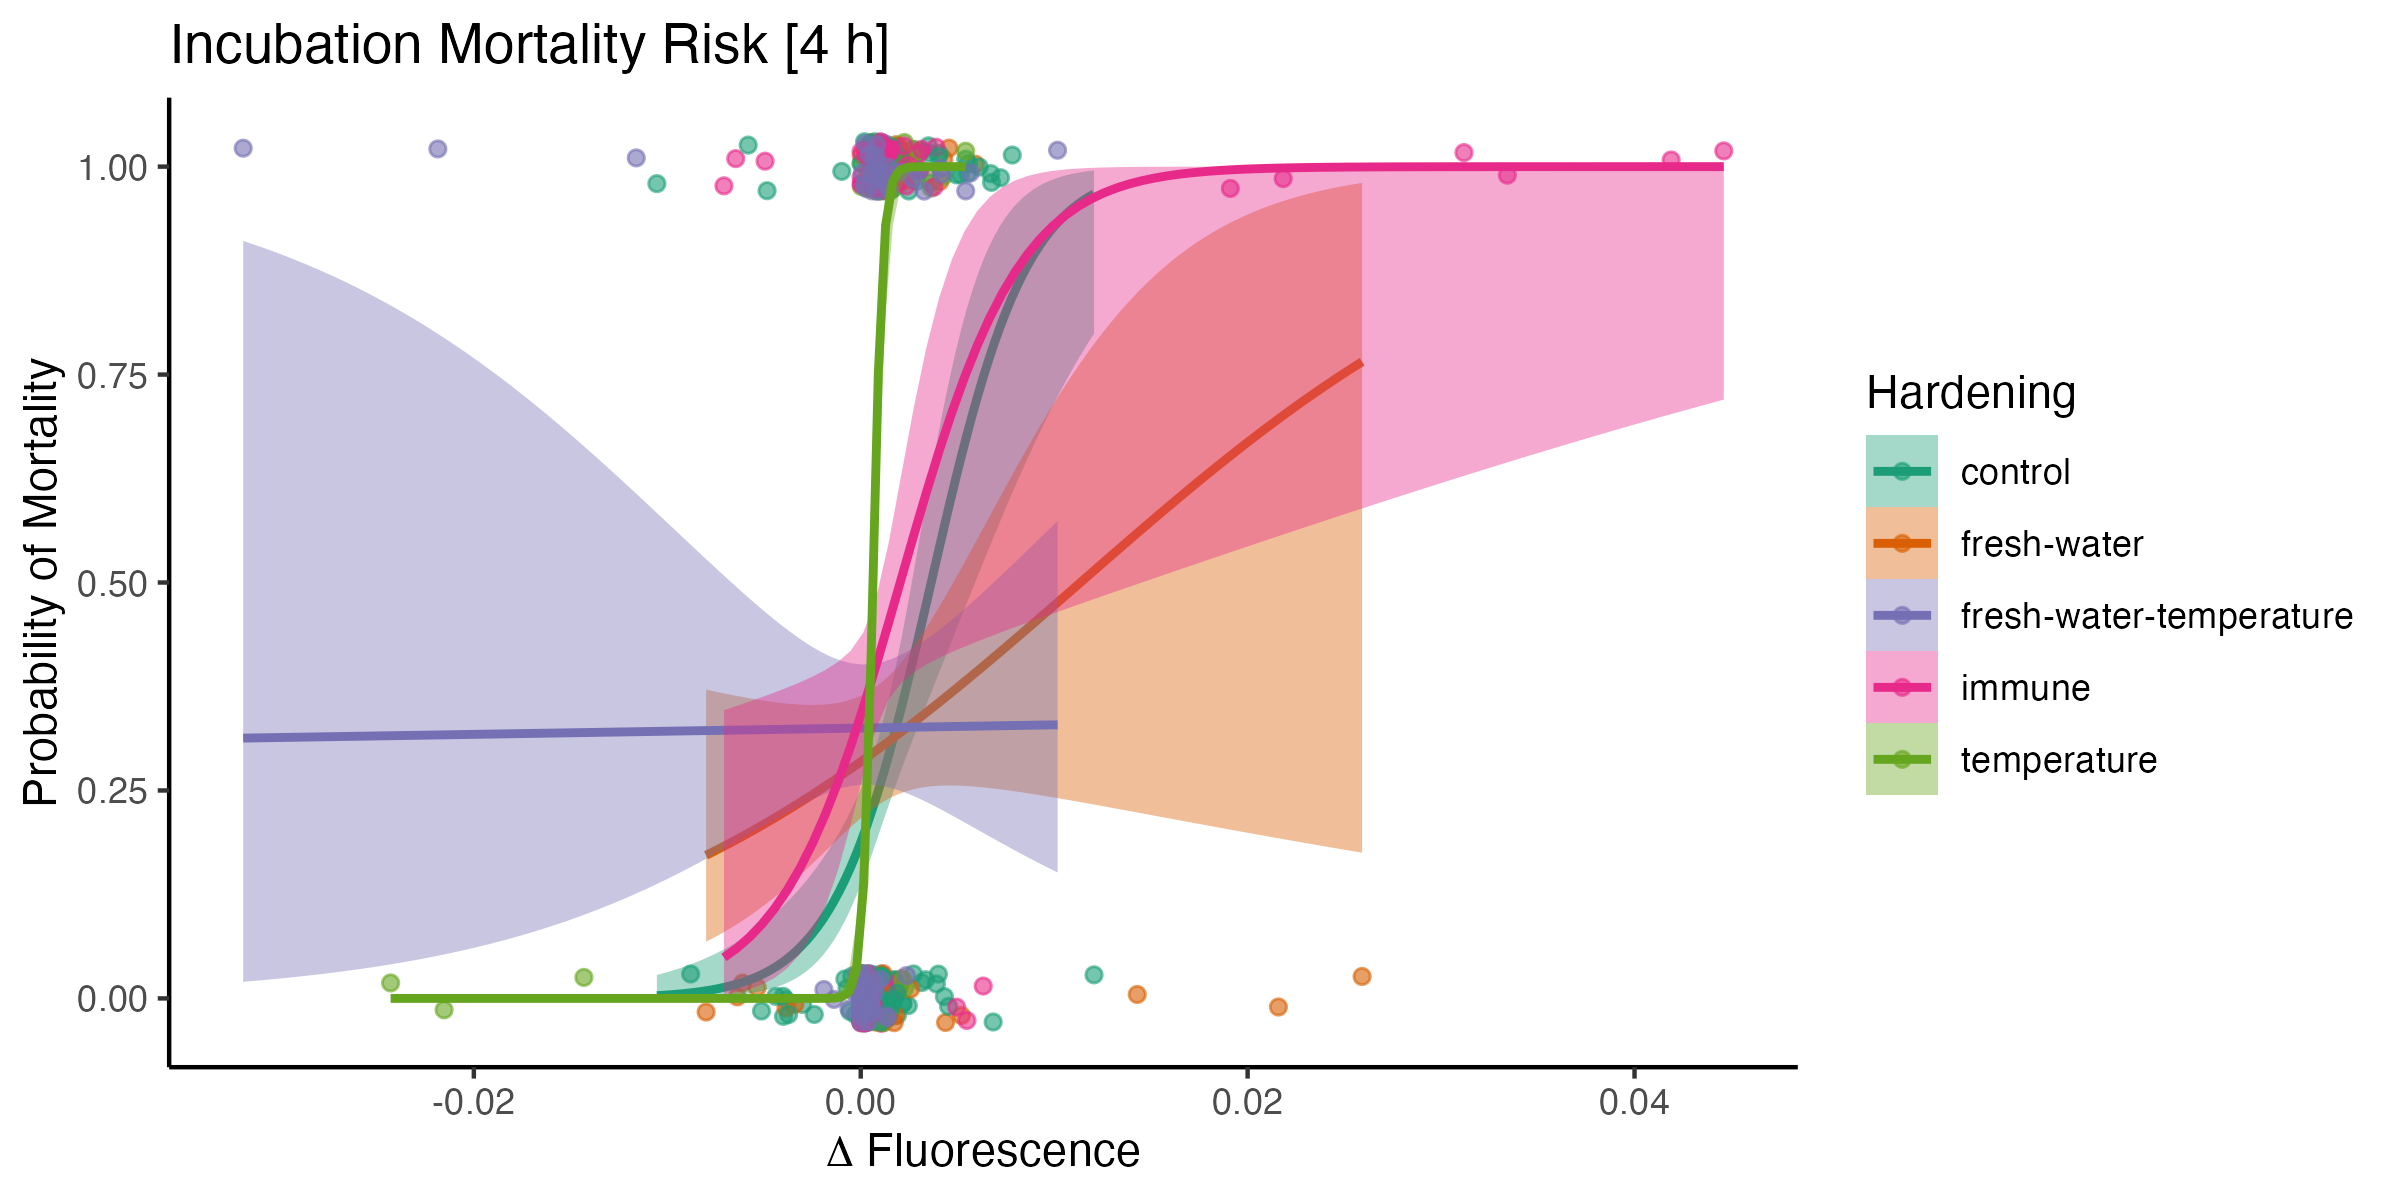 Incubation Mortality Risk [4 h]
Probability of Mortality
1.00
0.75
0.50
0.25
0.00
-0.02
0.00
0.02
0.04
Δ Fluorescence
Hardening
control
fresh-water
fresh-water-temperature
immune
temperature